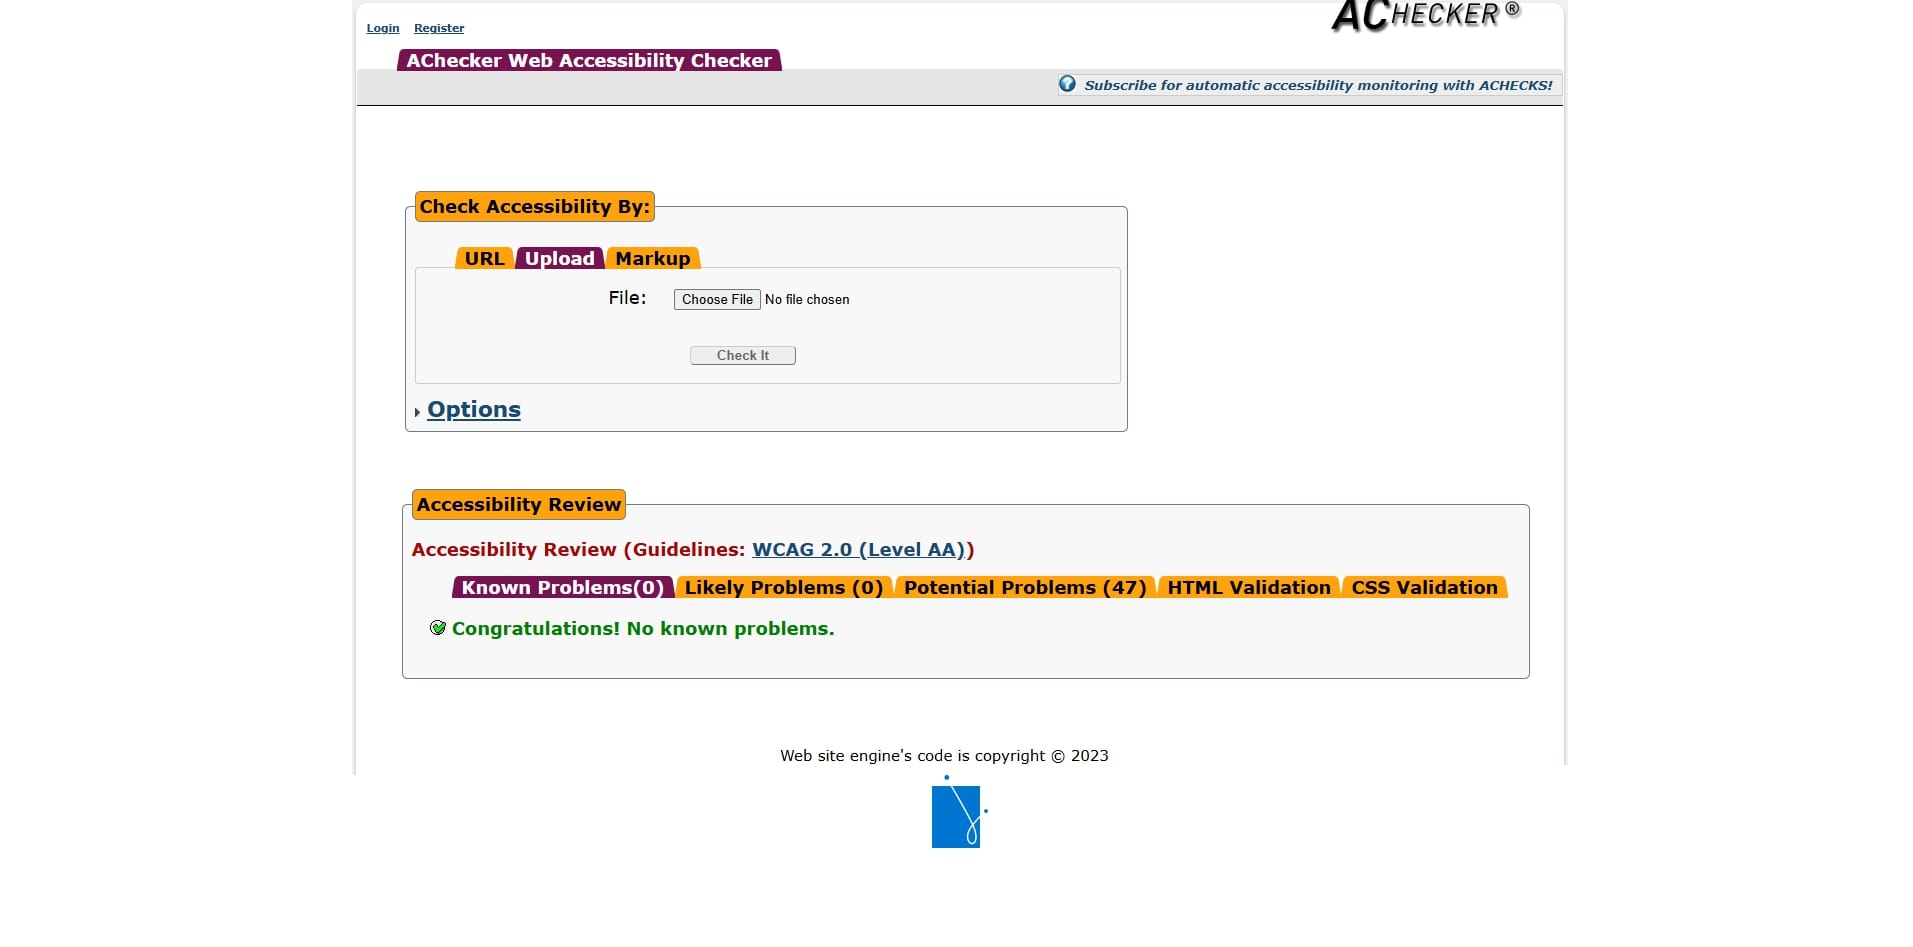 ACHECKER ®
Login Register
AChecker Web Accessibility Checker
Subscribe for automatic accessibility monitoring with ACHECKS!
Check Accessibility By:
URL Upload Markup
File: Choose File No file chosen
Check It
Options
Accessibility Review
Accessibility Review (Guidelines: WCAG 2.0 (Level AA))
Known Problems(0) Likely Problems (0) Potential Problems (47) HTML Validation CSS Validation
Congratulations! No known problems.
Web site engine's code is copyright © 2023